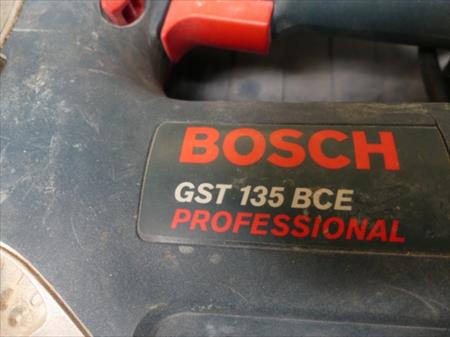 BOSCH
GST 135 BCE
PROFESSIONAL